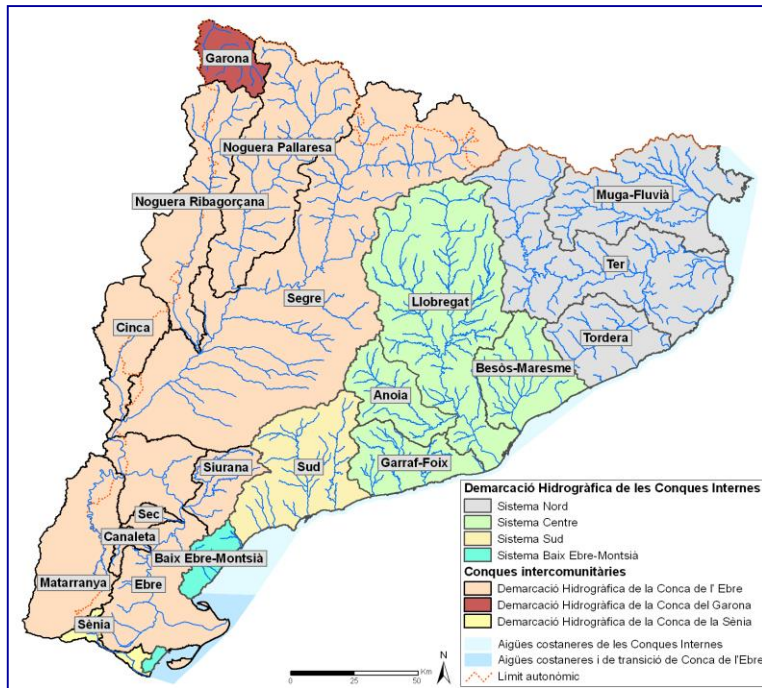 Garona
Noguera Pallaresa
Muga-Fluvià
Noguera Ribagorçana
Ter
Segre
Llobregat
Cinca
Tordera
Besòs-Maresme
Anoia
Siurana
Sud
Garraf-Foix
Sec
Canaleta
Baix Ebre-Montsià
Matarranya
Ebre
Sènia
Demarcació Hidrogràfica de les Conques Internes
Sistema Nord
Sistema Centre
Sistema Sud
Sistema Baix Ebre-Montsià
Conques intercomunitàries
Demarcació Hidrogràfica de la Conca de l' Ebre
Demarcació Hidrogràfica de la Conca del Garona
Demarcació Hidrogràfica de la Conca de la Sènia
Aigües costaneres de les Conques Internes
Aigües costaneres i de transició de Conca de l'Ebre
Límit autonòmic
Km
0 25 50
N